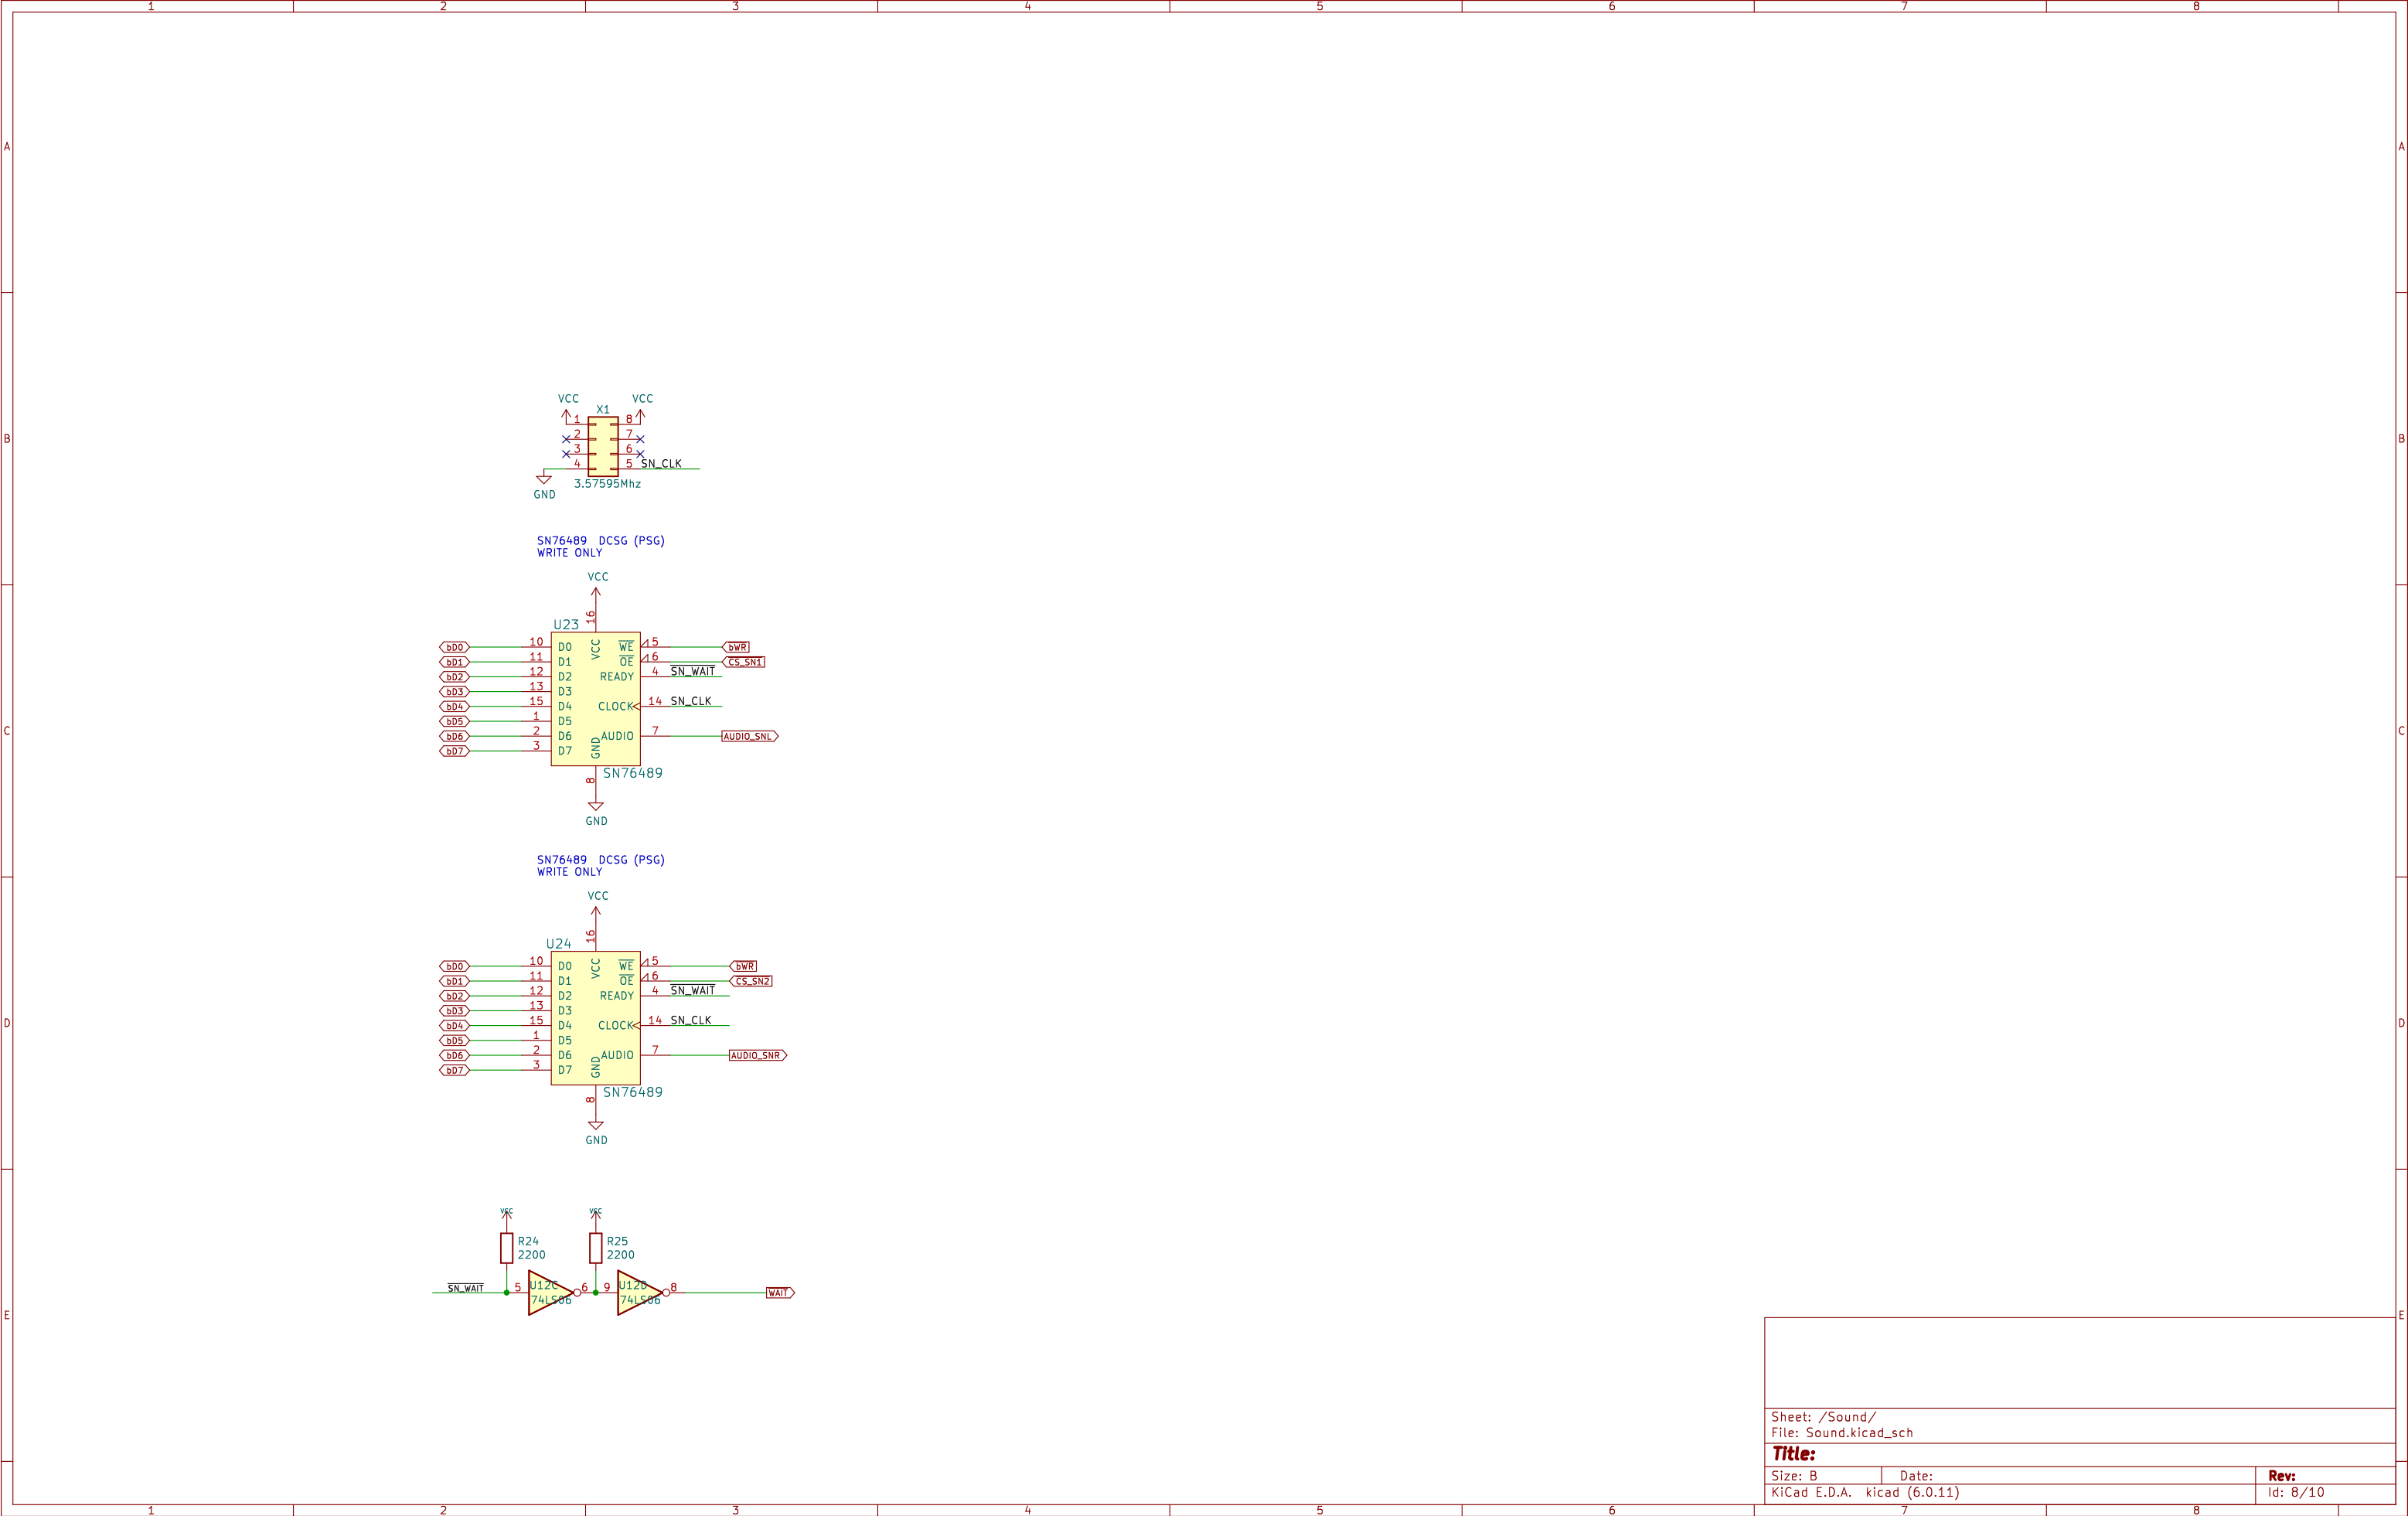 1 2 3 4 5 6 7 8
A A
B B
C C
D D
E E
VCC VCC
X1
1 8
2 7
3 6
4 5 SN_CLK
3.57595Mhz
GND
SN76489 DCSG (PSG)
WRITE ONLY
VCC
16
U23
bD0 10 D0 VCC WE 5 bWR
bD1 11 D1 OE 6 CS_SN1
bD2 12 D2 READY 4 SN_WAIT
bD3 13 D3
bD4 15 D4 CLOCK 14 SN_CLK
bD5 1 D5
bD6 2 D6 GND AUDIO 7 AUDIO_SNL
bD7 3 D7
SN76489
8
GND
SN76489 DCSG (PSG)
WRITE ONLY
VCC
16
U24
bD0 10 D0 VCC WE 5 bWR
bD1 11 D1 OE 6 CS_SN2
bD2 12 D2 READY 4 SN_WAIT
bD3 13 D3
bD4 15 D4 CLOCK 14 SN_CLK
bD5 1 D5
bD6 2 D6 GND AUDIO 7 AUDIO_SNR
bD7 3 D7
SN76489
8
GND
VCC VCC
R24 R25
2200 2200
SN_WAIT 5 U12C 6 9 U12D 8 WAIT
74LS06 74LS06
Sheet: /Sound/
File: Sound.kicad_sch
Title:
Size: B Date: Rev:
KiCad E.D.A. kicad (6.0.11) Id: 8/10
1 2 3 4 5 6 7 8